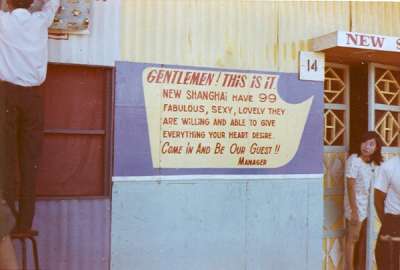 NEW S
14
GENTLEMEN! THIS IS IT.
NEW SHANGHAI HAVE 99
FABULOUS, SEXY, LOVELY THEY
ARE WILLING AND ABLE TO GIVE
EVERYTHING YOUR HEART DESIRE.
COME 'IN AND BE OUR GUEST!!
MANAGER